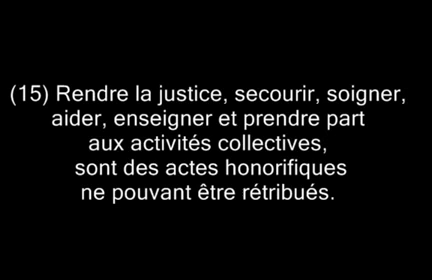 (15) Rendre la justice, secourir, soigner,
aider, enseigner et prendre part
aux activités collectives,
sont des actes honorifiques
ne pouvant être rétribués.